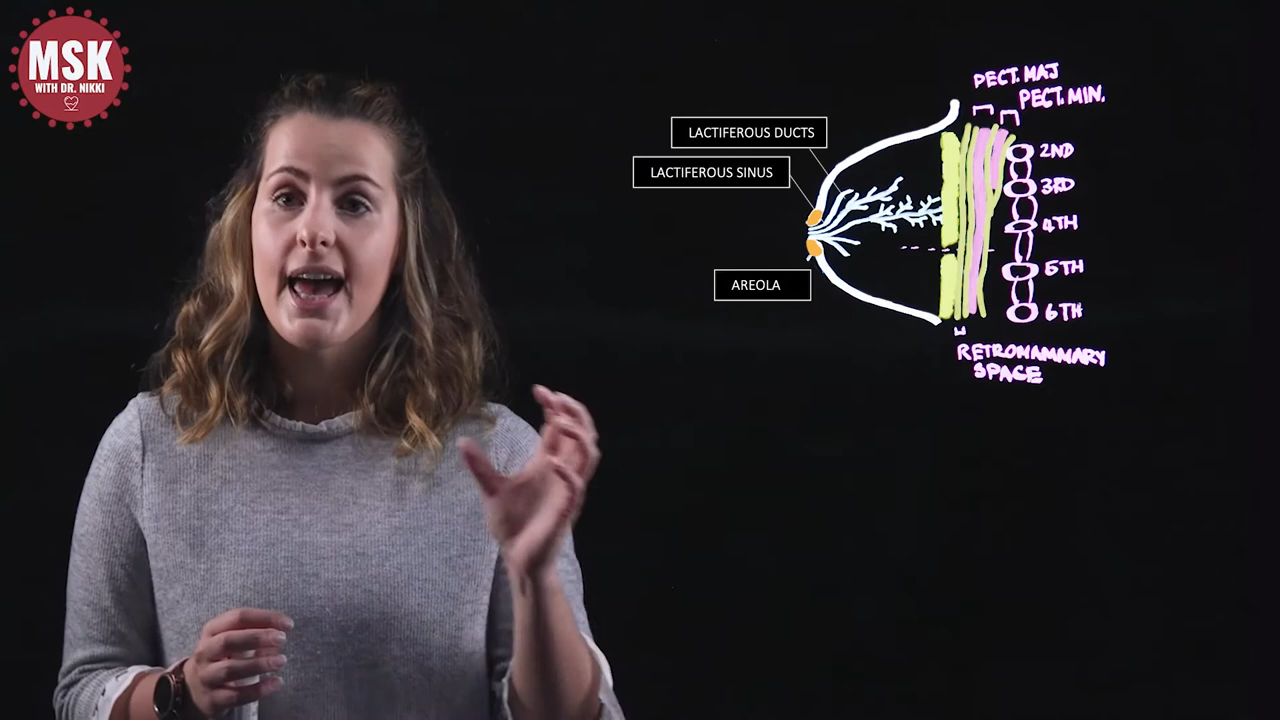 MSK
WITH DR. NIKKI
PECT. MAJ
PECT. MIN.
LACTIFEROUS DUCTS
LACTIFEROUS SINUS
AREOLA
2ND
3RD
4TH
5TH
6TH
RETROMAMMARY
SPACE